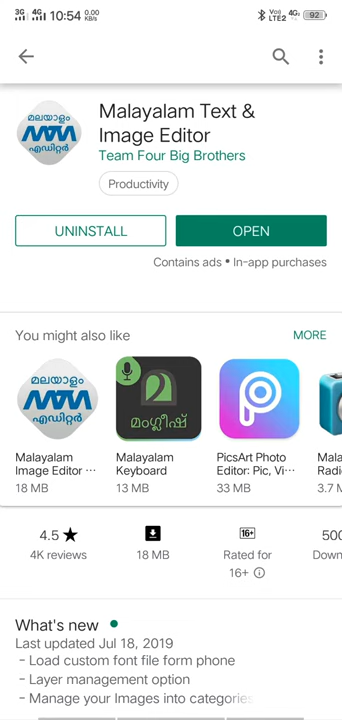 3G 4G 10:54 0.00 KB/s Vo) LTE2 4G 92
Malayalam Text &
Image Editor
Team Four Big Brothers
Productivity
മലയാളം
എഡിറ്റർ
UNINSTALL OPEN
Contains ads • In-app purchases
You might also like MORE
മലയാളം
എഡിറ്റർ
മംഗ്ലീഷ്
Malayalam
Image Editor ...
18 MB
Malayalam
Keyboard
13 MB
PicsArt Photo
Editor: Pic, Vi...
33 MB
Mala
Radi
3.7 M
4.5 ★
4K reviews
18 MB
16+
Rated for
16+
500
Down
What's new
Last updated Jul 18, 2019
- Load custom font file form phone
- Layer management option
- Manage your Images into categories